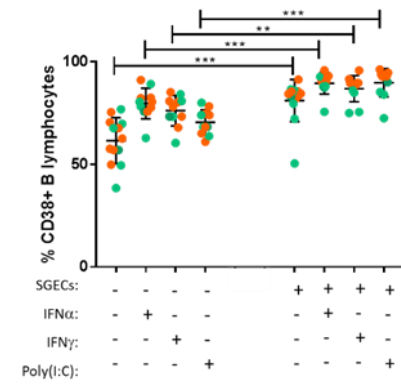 ***
**
***
***
100
50
0
% CD38+ B lymphocytes
SGECs: - - - - + + + +
IFNα: - + - - - + - -
IFNγ: - - + - - - + -
Poly(I:C): - - - + - - - +